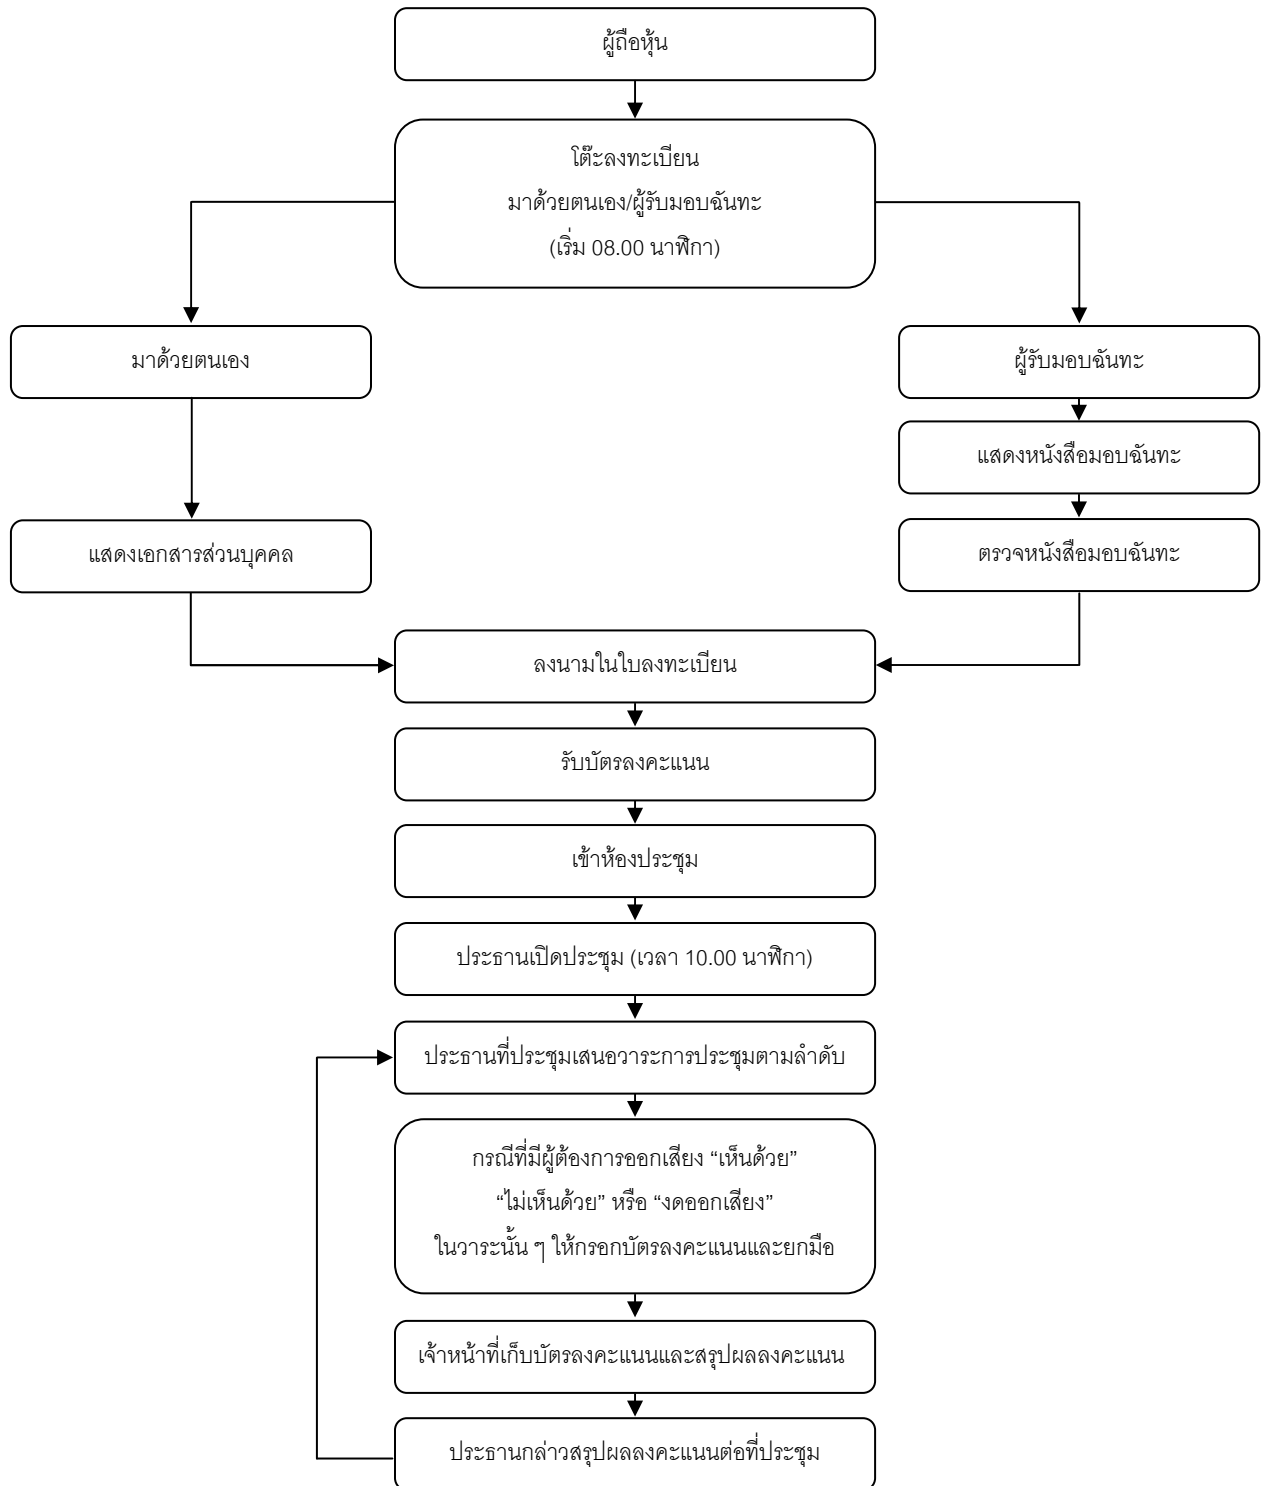 ผู้ถือหุ้น
โต๊ะลงทะเบียน
มาด้วยตนเอง/ผู้รับมอบฉันทะ
(เริ่ม 08.00 นาฬิกา)
มาด้วยตนเอง
ผู้รับมอบฉันทะ
แสดงหนังสือมอบฉันทะ
แสดงเอกสารส่วนบุคคล
ตรวจหนังสือมอบฉันทะ
ลงนามในใบลงทะเบียน
รับบัตรลงคะแนน
เข้าห้องประชุม
ประธานเปิดประชุม (เวลา 10.00 นาฬิกา)
ประธานที่ประชุมเสนอวาระการประชุมตามลำดับ
กรณีที่มีผู้ต้องการออกเสียง “เห็นด้วย”
“ไม่เห็นด้วย” หรือ “งดออกเสียง”
ในวาระนั้น ๆ ให้กรอกบัตรลงคะแนนและยกมือ
เจ้าหน้าที่เก็บบัตรลงคะแนนและสรุปผลลงคะแนน
ประธานกล่าวสรุปผลลงคะแนนต่อที่ประชุม